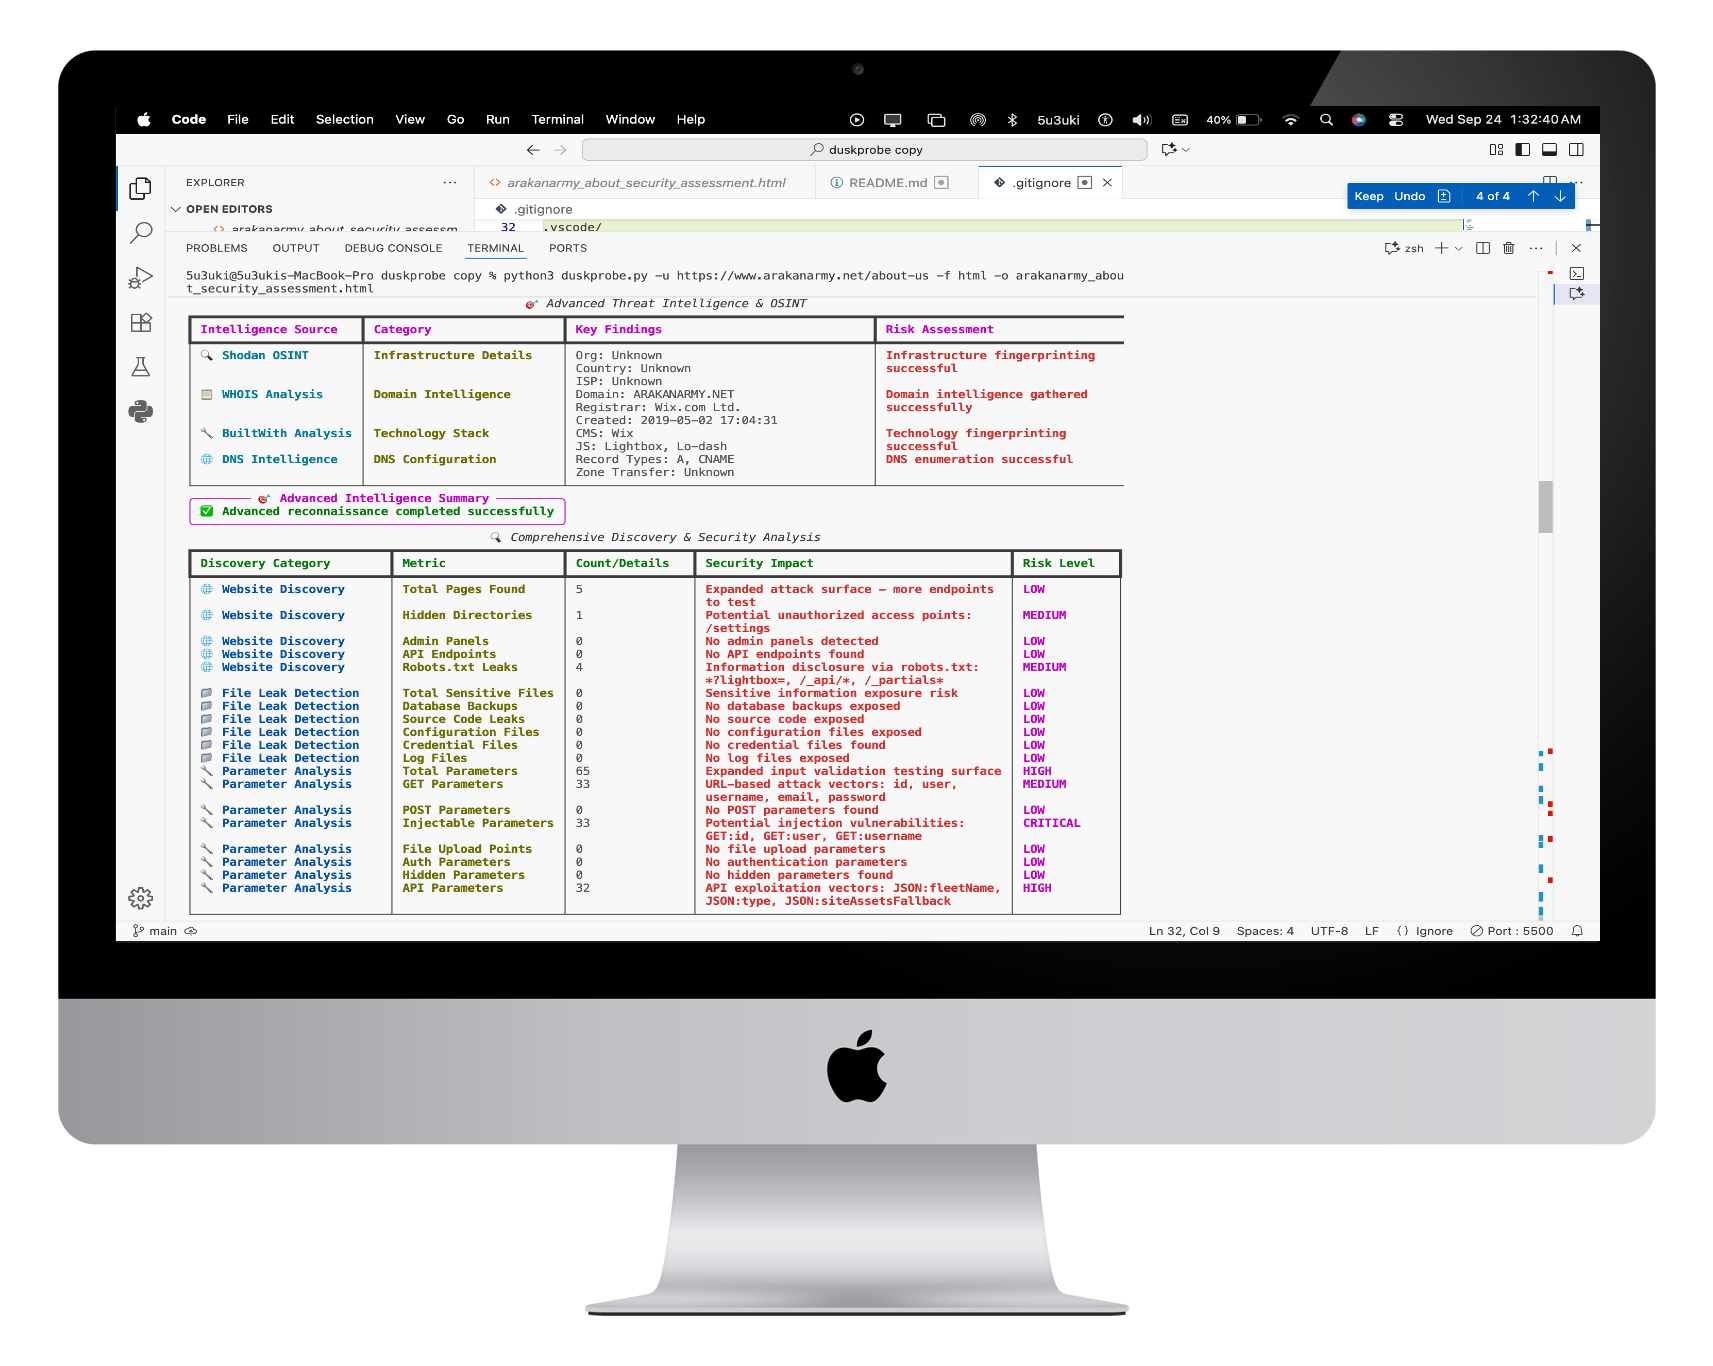 Code File Edit Selection View Go Run Terminal Window Help 5u3uki 40% Wed Sep 24 1:32:40 AM
duskprobe copy
EXPLORER ... <> arakanarmy_about_security_assessment.html README.md .gitignore
Keep Undo 4 of 4
OPEN EDITORS .gitignore
<> arakanarmy_about_security_assessm 32 .vscode/
PROBLEMS OUTPUT DEBUG CONSOLE TERMINAL PORTS zsh
5u3uki@5u3ukis-MacBook-Pro duskprobe copy % python3 duskprobe.py -u https://www.arakanarmy.net/about-us -f html -o arakanarmy_abou
t_security_assessment.html
Advanced Threat Intelligence & OSINT
Intelligence Source Category Key Findings Risk Assessment
Shodan OSINT Infrastructure Details Org: Unknown Infrastructure fingerprinting
Country: Unknown successful
ISP: Unknown
WHOIS Analysis Domain Intelligence Domain: ARAKANARMY.NET Domain intelligence gathered
Registrar: Wix.com Ltd. successfully
Created: 2019-05-02 17:04:31
BuiltWith Analysis Technology Stack CMS: Wix Technology fingerprinting
JS: Lightbox, Lo-dash successful
DNS Intelligence DNS Configuration Record Types: A, CNAME DNS enumeration successful
Zone Transfer: Unknown
Advanced Intelligence Summary
Advanced reconnaissance completed successfully
Comprehensive Discovery & Security Analysis
Discovery Category Metric Count/Details Security Impact Risk Level
Website Discovery Total Pages Found 5 Expanded attack surface - more endpoints LOW
to test
Website Discovery Hidden Directories 1 Potential unauthorized access points: MEDIUM
/settings
Website Discovery Admin Panels 0 No admin panels detected LOW
Website Discovery API Endpoints 0 No API endpoints found LOW
Website Discovery Robots.txt Leaks 4 Information disclosure via robots.txt: MEDIUM
*?lightbox=, /_api/*, /_partials*
File Leak Detection Total Sensitive Files 0 Sensitive information exposure risk LOW
File Leak Detection Database Backups 0 No database backups exposed LOW
File Leak Detection Source Code Leaks 0 No source code exposed LOW
File Leak Detection Configuration Files 0 No configuration files exposed LOW
File Leak Detection Credential Files 0 No credential files found LOW
File Leak Detection Log Files 0 No log files exposed LOW
Parameter Analysis Total Parameters 65 Expanded input validation testing surface HIGH
Parameter Analysis GET Parameters 33 URL-based attack vectors: id, user, MEDIUM
username, email, password
Parameter Analysis POST Parameters 0 No POST parameters found LOW
Parameter Analysis Injectable Parameters 33 Potential injection vulnerabilities: CRITICAL
GET:id, GET:user, GET:username
Parameter Analysis File Upload Points 0 No file upload parameters LOW
Parameter Analysis Auth Parameters 0 No authentication parameters LOW
Parameter Analysis Hidden Parameters 0 No hidden parameters found LOW
Parameter Analysis API Parameters 32 API exploitation vectors: JSON:fleetName, HIGH
JSON:type, JSON:siteAssetsFallback
main Ln 32, Col 9 Spaces: 4 UTF-8 LF {} Ignore Port : 5500